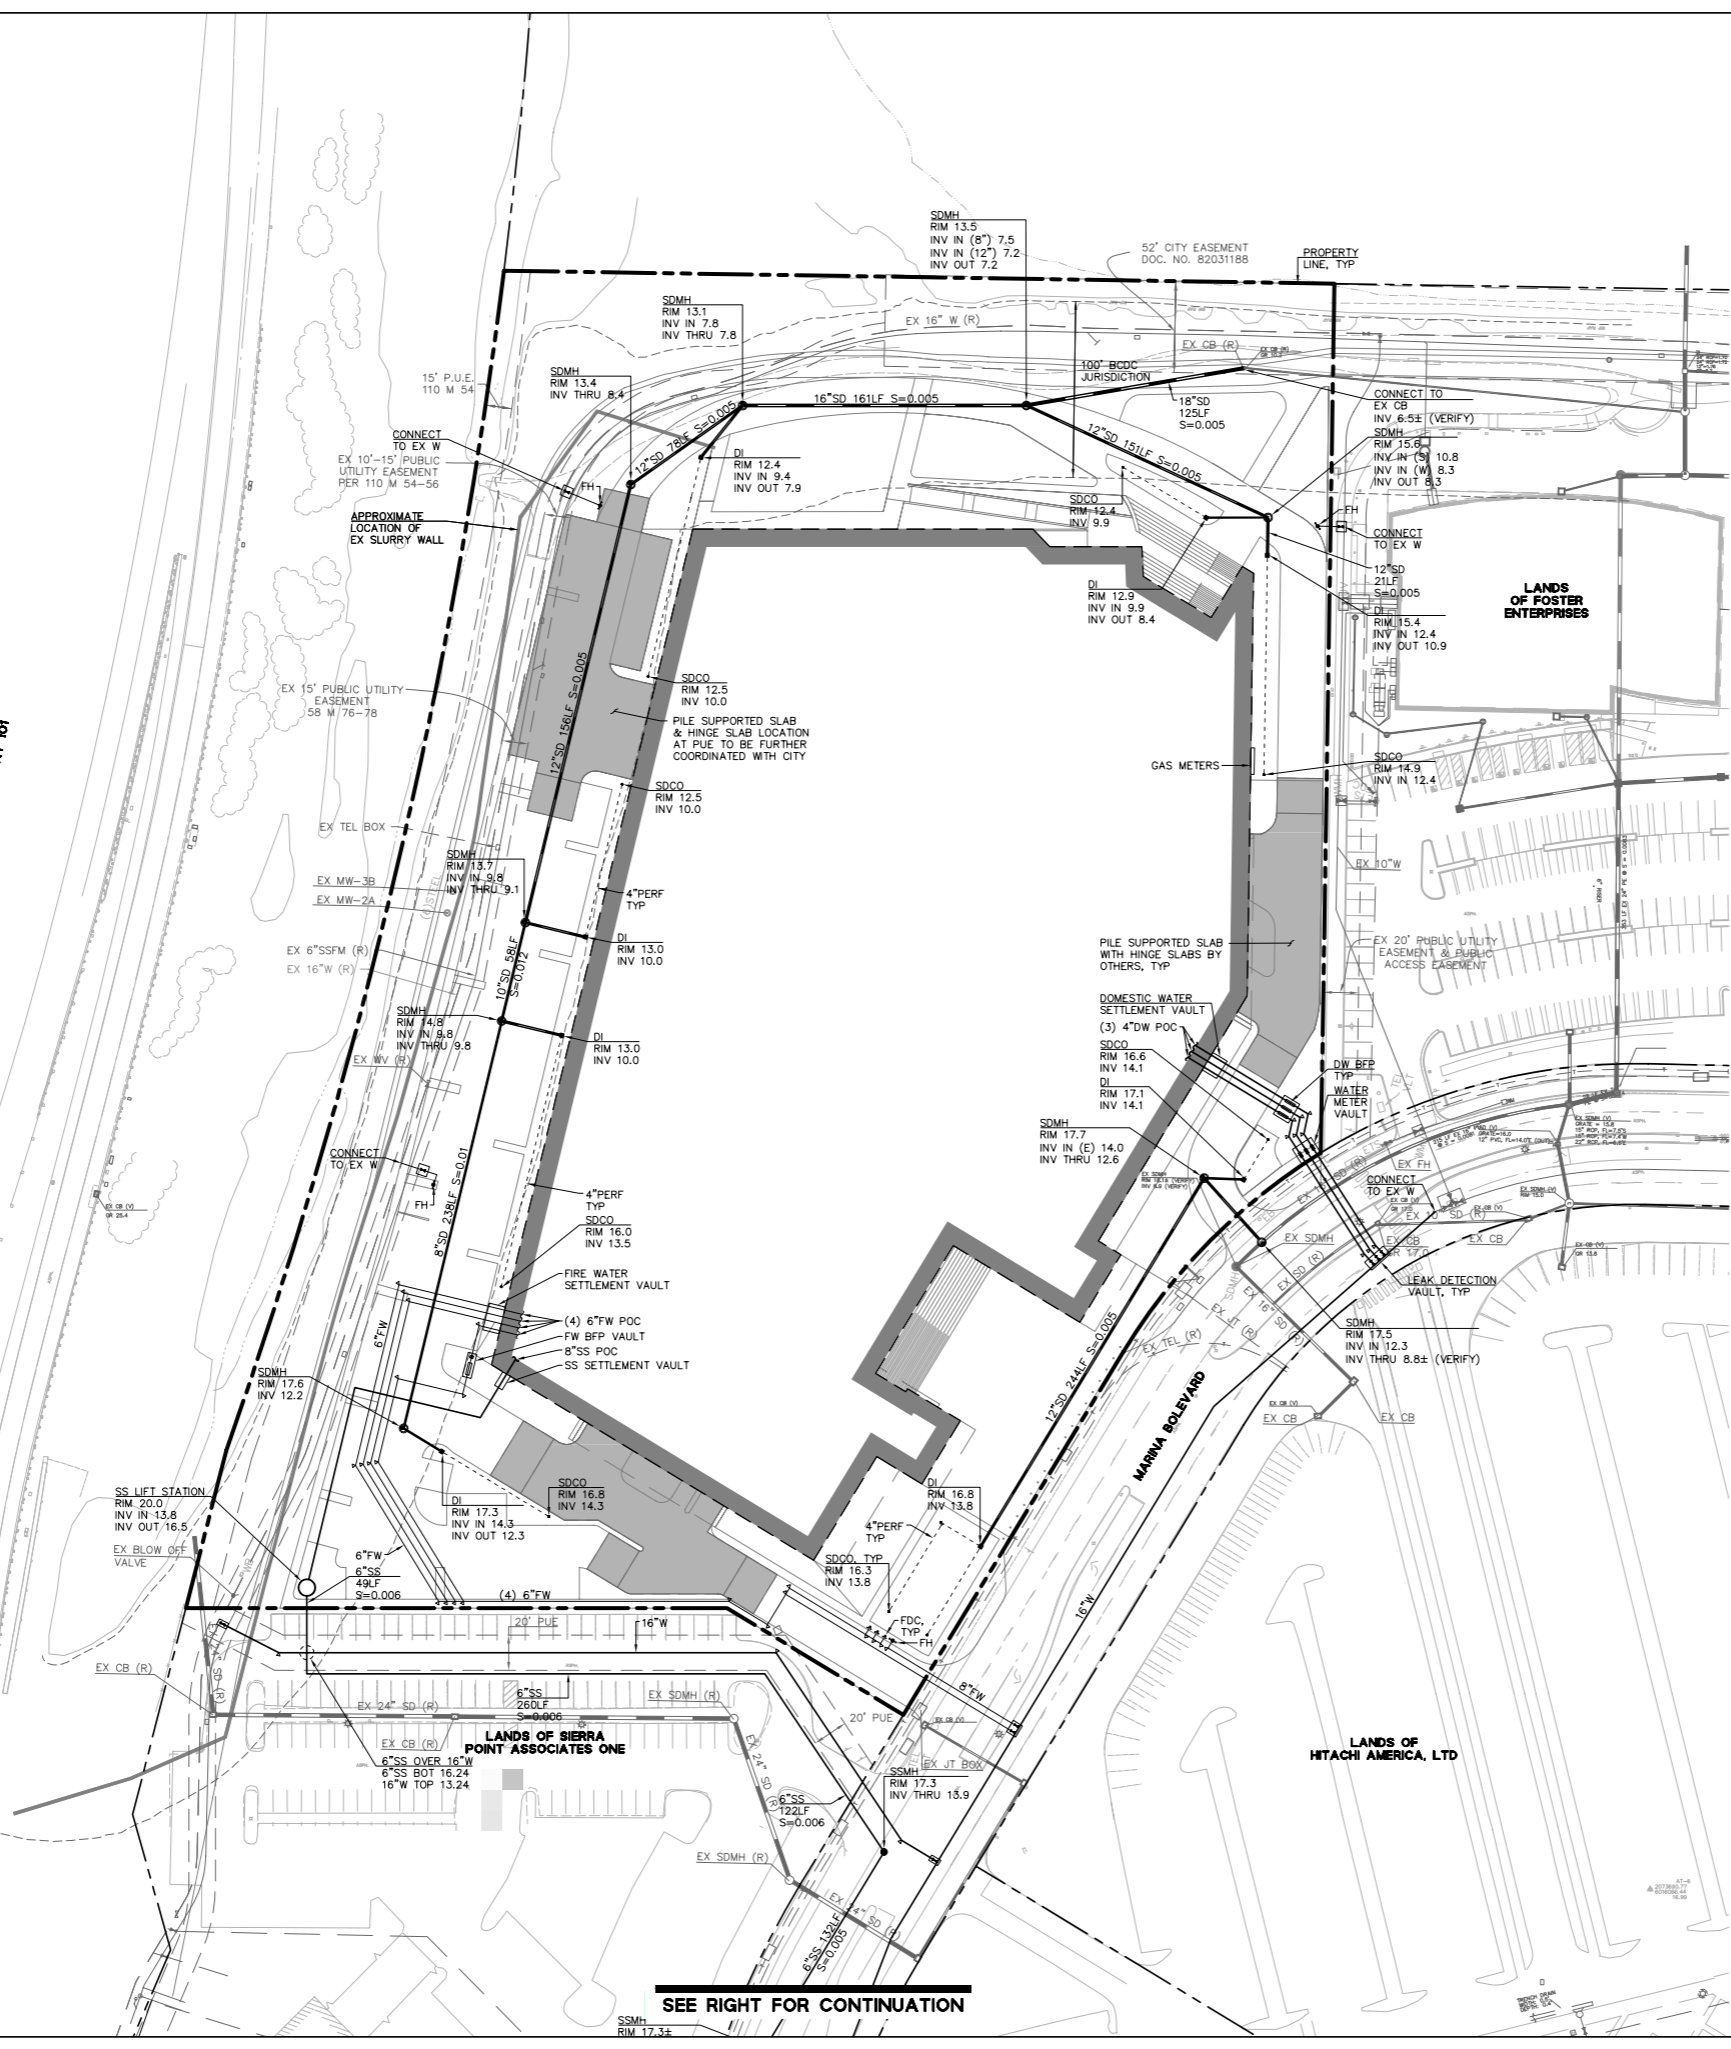 SDMH
RIM 13.5
INV IN (8") 7.5
INV IN (12") 7.2
INV OUT 7.2
52' CITY EASEMENT
DOC. NO. 82031188
PROPERTY
LINE, TYP
SDMH
RIM 13.1
INV IN 7.8
INV THRU 7.8
EX 16" W (R)
EX CB (R)
15' P.U.E.
110 M 54
SDMH
RIM 13.4
INV THRU 8.4
100' BCDC
JURISDICTION
16"SD 161LF S=0.005
18"SD
125LF
S=0.005
CONNECT TO
EX CB
INV 6.5± (VERIFY)
SDMH
RIM 15.6
INV IN (S) 10.8
INV IN (W) 8.3
INV OUT 8.3
CONNECT
TO EX W
EX 10'-15' PUBLIC
UTILITY EASEMENT
PER 110 M 54-56
12"SD 78LF S=0.005
12"SD 151LF S=0.005
DI
RIM 12.4
INV IN 9.4
INV OUT 7.9
FH
SDCO
RIM 12.4
INV 9.9
FH
APPROXIMATE
LOCATION OF
EX SLURRY WALL
CONNECT
TO EX W
12"SD
21LF
S=0.005
DI
RIM 12.9
INV IN 9.9
INV OUT 8.4
LANDS
OF FOSTER
ENTERPRISES
DI
RIM 15.4
INV IN 12.4
INV OUT 10.9
SDCO
RIM 12.5
INV 10.0
EX 15' PUBLIC UTILITY
EASEMENT
58 M 76-78
12"SD 156LF S=0.005
PILE SUPPORTED SLAB
& HINGE SLAB LOCATION
AT PUE TO BE FURTHER
COORDINATED WITH CITY
GAS METERS
SDCO
RIM 14.9
INV IN 12.4
SDCO
RIM 12.5
INV 10.0
EX TEL BOX
SDMH
RIM 13.7
INV IN 9.8
INV THRU 9.1
EX 10"W
EX MW-3B
EX MW-2A
4"PERF
TYP
DI
RIM 13.0
INV 10.0
PILE SUPPORTED SLAB
WITH HINGE SLABS BY
OTHERS, TYP
EX 20' PUBLIC UTILITY
EASEMENT & PUBLIC
ACCESS EASEMENT
EX 6"SSFM (R)
EX 16"W (R)
10"SD 58LF
S=0.012
DOMESTIC WATER
SETTLEMENT VAULT
(3) 4"DW POC
SDMH
RIM 14.8
INV IN 9.8
INV THRU 9.8
DI
RIM 13.0
INV 10.0
SDCO
RIM 16.6
INV 14.1
EX WV (R)
DW BFP
TYP
DI
RIM 17.1
INV 14.1
WATER
METER
VAULT
SDMH
RIM 17.7
INV IN (E) 14.0
INV THRU 12.6
CONNECT
TO EX W
FH
8"SD 238LF S=0.01
EX FH
CONNECT
TO EX W
4"PERF
TYP
SDCO
RIM 16.0
INV 13.5
EX SDMH
EX CB
GR 17.0
EX CB
EX SD (R)
FIRE WATER
SETTLEMENT VAULT
LEAK DETECTION
VAULT, TYP
EX 16" SD (R)
EX JT (R)
EX TEL (R)
(4) 6"FW POC
FW BFP VAULT
8"SS POC
SS SETTLEMENT VAULT
6"FW
SDMH
RIM 17.5
INV IN 12.3
INV THRU 8.8± (VERIFY)
SDMH
RIM 17.6
INV 12.2
12"SD 244LF S=0.005
MARINA BOLEVARD
EX CB
EX CB
SS LIFT STATION
RIM 20.0
INV IN 13.8
INV OUT 16.5
SDCO
RIM 16.8
INV 14.3
DI
RIM 17.3
INV IN 14.3
INV OUT 12.3
DI
RIM 16.8
INV 13.8
4"PERF
TYP
EX BLOW OFF
VALVE
6"FW
6"SS
49LF
S=0.006
SDCO, TYP
RIM 16.3
INV 13.8
(4) 6"FW
16"W
20' PUE
16"W
FDC,
TYP
FH
EX CB (R)
EX 24" SD (R)
EX 24" SD (R)
6"SS
260LF
S=0.006
EX SDMH (R)
8"FW
20' PUE
EX CB (R)
LANDS OF SIERRA
POINT ASSOCIATES ONE
6"SS OVER 16"W
6"SS BOT 16.24
16"W TOP 13.24
EX 24" SD (R)
EX JT BOX
LANDS OF
HITACHI AMERICA, LTD
SSMH
RIM 17.3
INV THRU 13.9
6"SS
122LF
S=0.006
EX SDMH (R)
EX 24" SD (R)
6"SS 132LF
S=0.005
SEE RIGHT FOR CONTINUATION
SSMH
RIM 17.3±